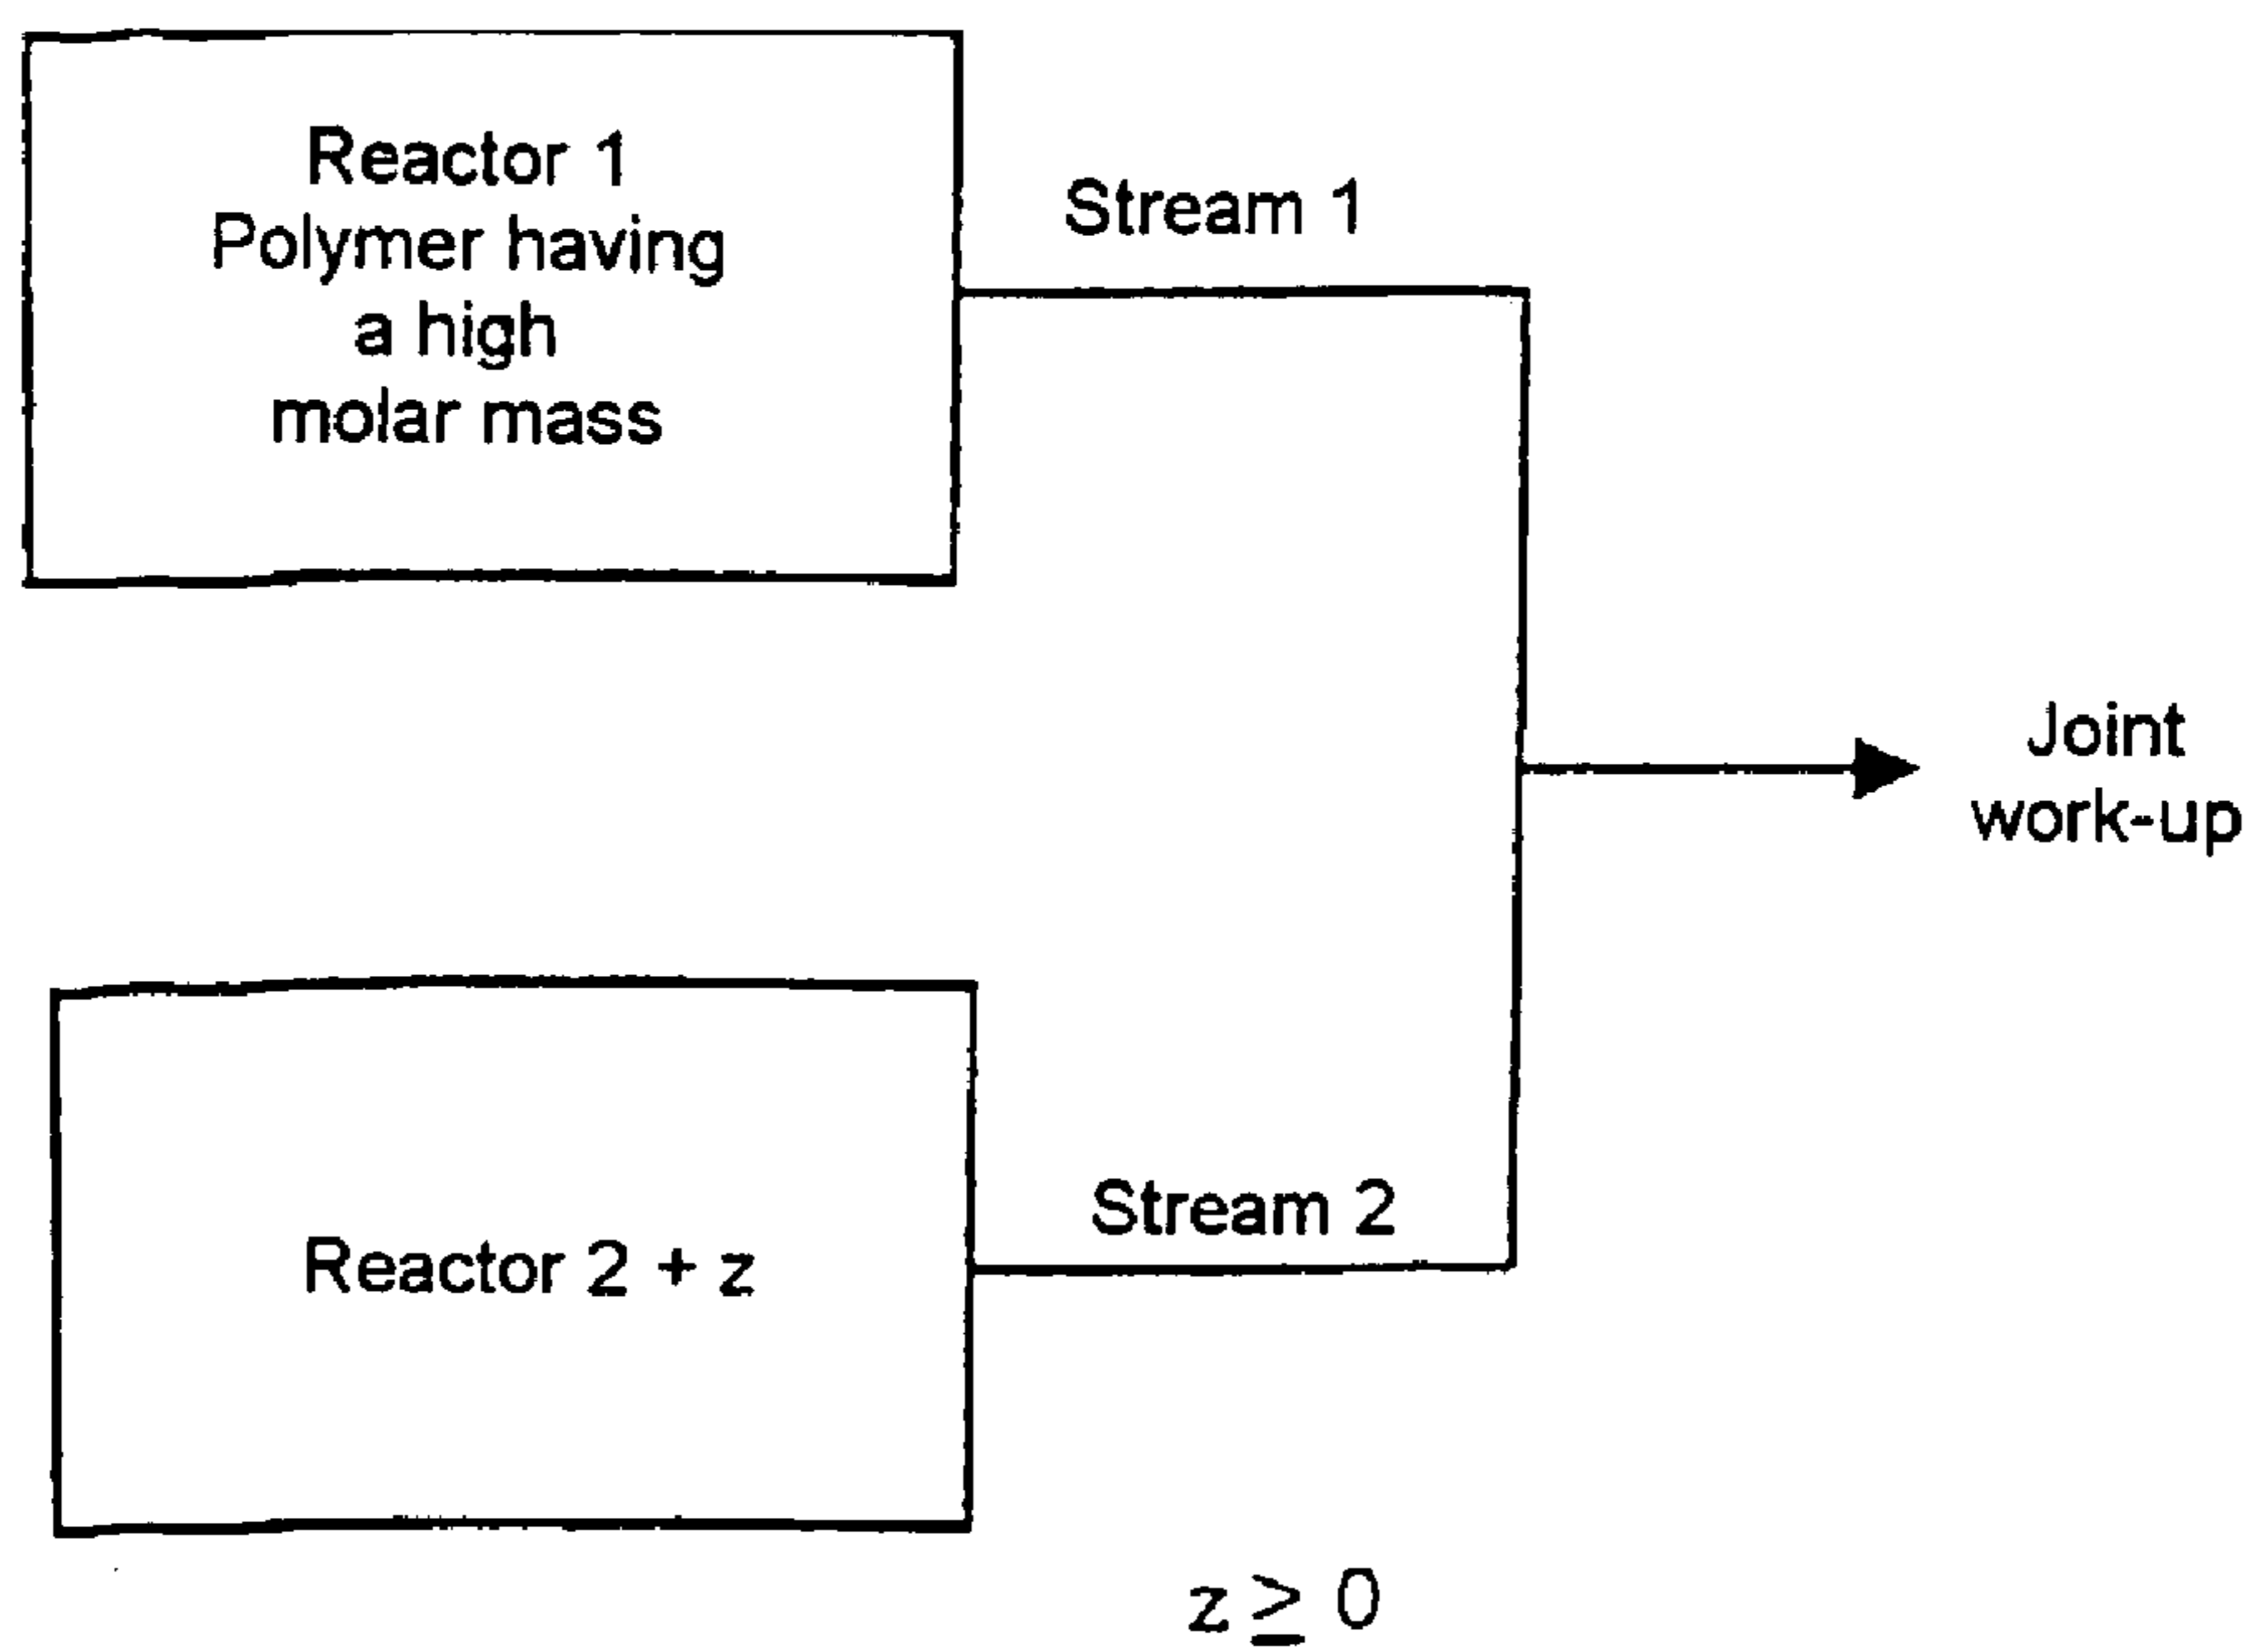 Reactor 1
Polymer having
a high
molar mass
Stream 1
Joint
work-up
Stream 2
Reactor 2 + z
z ≥ 0